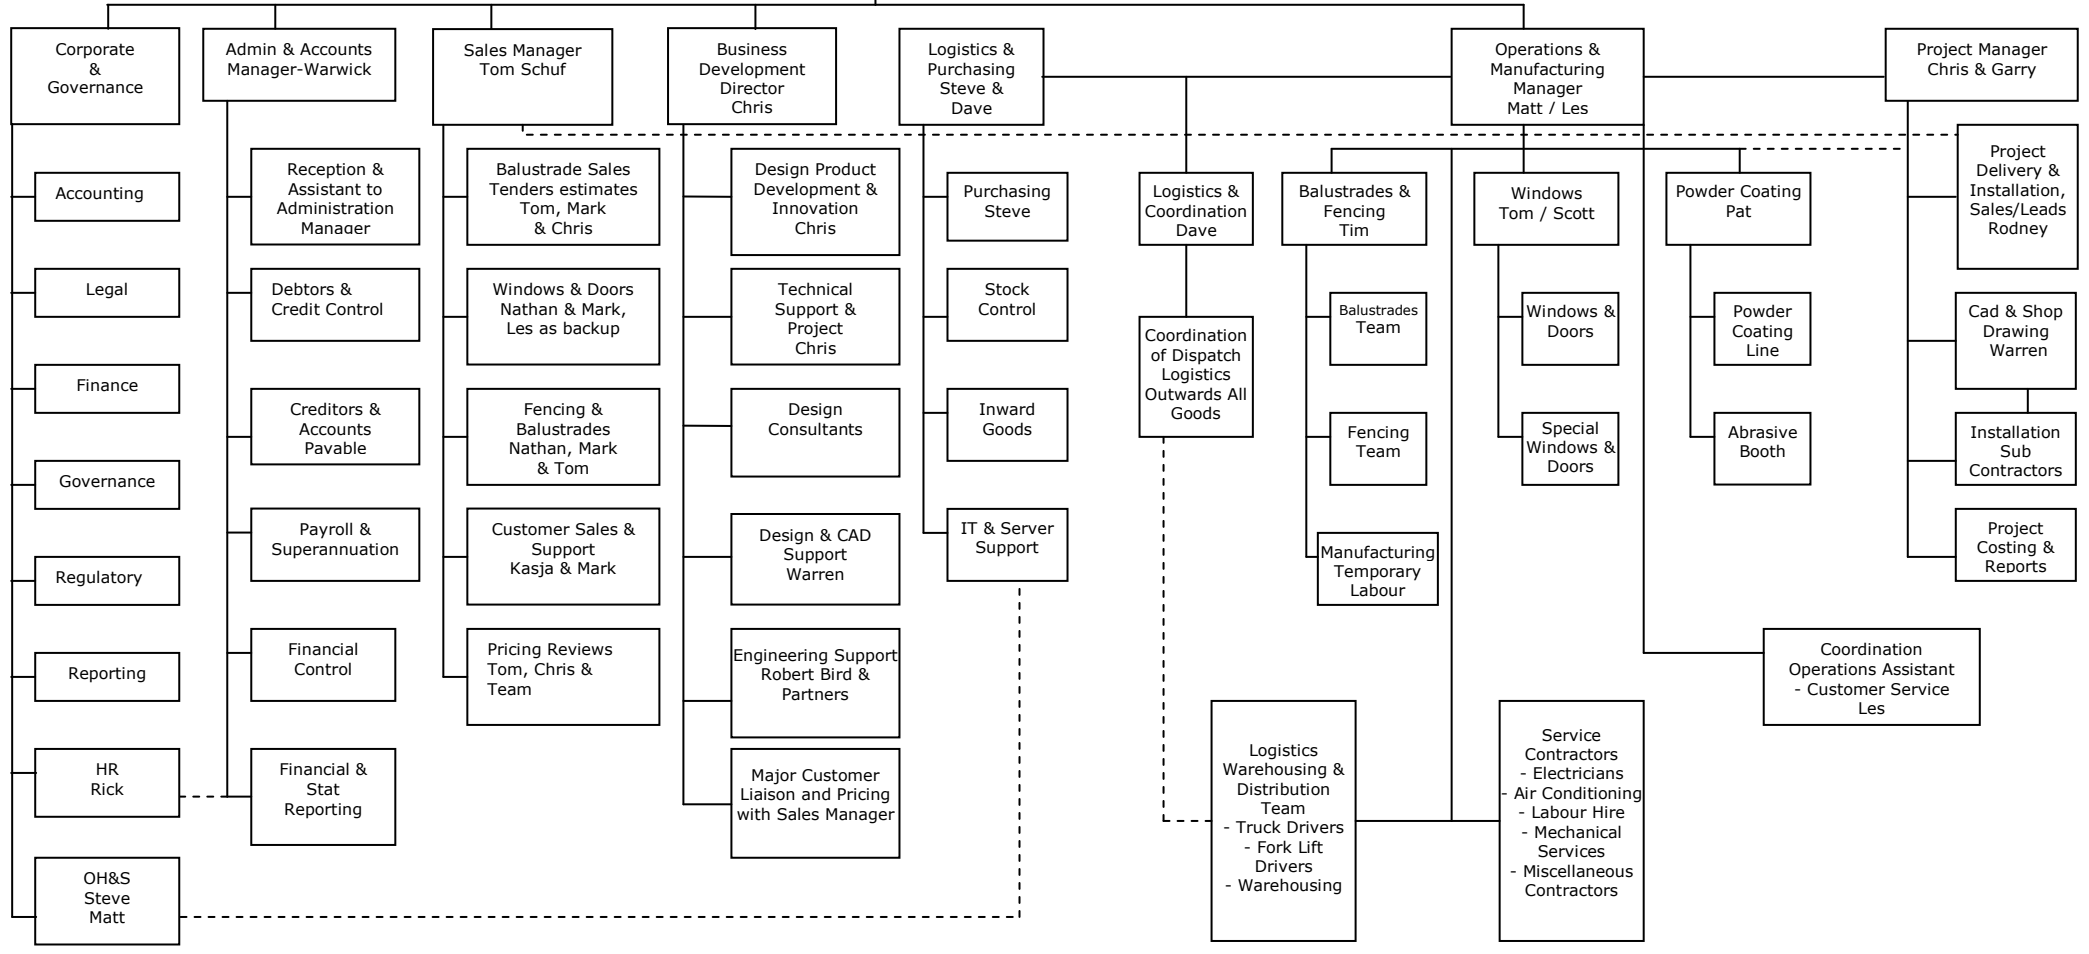 Corporate
&
Governance
Admin & Accounts
Manager-Warwick
Sales Manager
Tom Schuf
Business
Development
Director
Chris
Logistics &
Purchasing
Steve &
Dave
Operations &
Manufacturing
Manager
Matt / Les
Project Manager
Chris & Garry
Accounting
Legal
Finance
Governance
Regulatory
Reporting
HR
Rick
OH&S
Steve
Matt
Reception &
Assistant to
Administration
Manager
Debtors &
Credit Control
Creditors &
Accounts
Payable
Payroll &
Superannuation
Financial
Control
Financial &
Stat
Reporting
Balustrade Sales
Tenders estimates
Tom, Mark
& Chris
Windows & Doors
Nathan & Mark,
Les as backup
Fencing &
Balustrades
Nathan, Mark
& Tom
Customer Sales &
Support
Kasja & Mark
Pricing Reviews
Tom, Chris &
Team
Design Product
Development &
Innovation
Chris
Technical
Support &
Project
Chris
Design
Consultants
Design & CAD
Support
Warren
Engineering Support
Robert Bird &
Partners
Major Customer
Liaison and Pricing
with Sales Manager
Purchasing
Steve
Stock
Control
Inward
Goods
IT & Server
Support
Logistics &
Coordination
Dave
Coordination
of Dispatch
Logistics
Outwards All
Goods
Balustrades &
Fencing
Tim
Balustrades
Team
Fencing
Team
Manufacturing
Temporary
Labour
Windows
Tom / Scott
Windows &
Doors
Special
Windows &
Doors
Powder Coating
Pat
Powder
Coating
Line
Abrasive
Booth
Project
Delivery &
Installation,
Sales/Leads
Rodney
Cad & Shop
Drawing
Warren
Installation
Sub
Contractors
Project
Costing &
Reports
Coordination
Operations Assistant
- Customer Service
Les
Logistics
Warehousing &
Distribution
Team
- Truck Drivers
- Fork Lift
Drivers
- Warehousing
Service
Contractors
- Electricians
- Air Conditioning
- Labour Hire
- Mechanical
Services
- Miscellaneous
Contractors